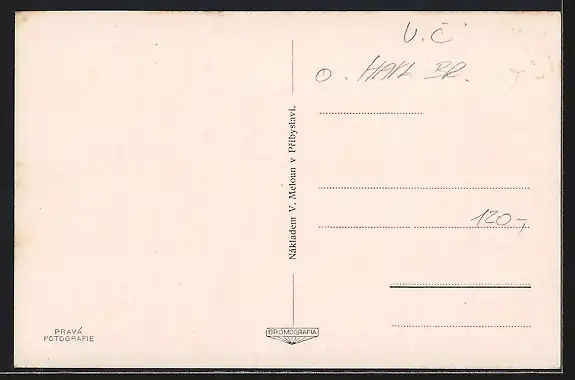 V. Č
O. HAVL. BR.
Nákladem V. Meloun v Přibyslavi.
120-,
PRAVÁ
FOTOGRAFIE
BROMOGRAFIA